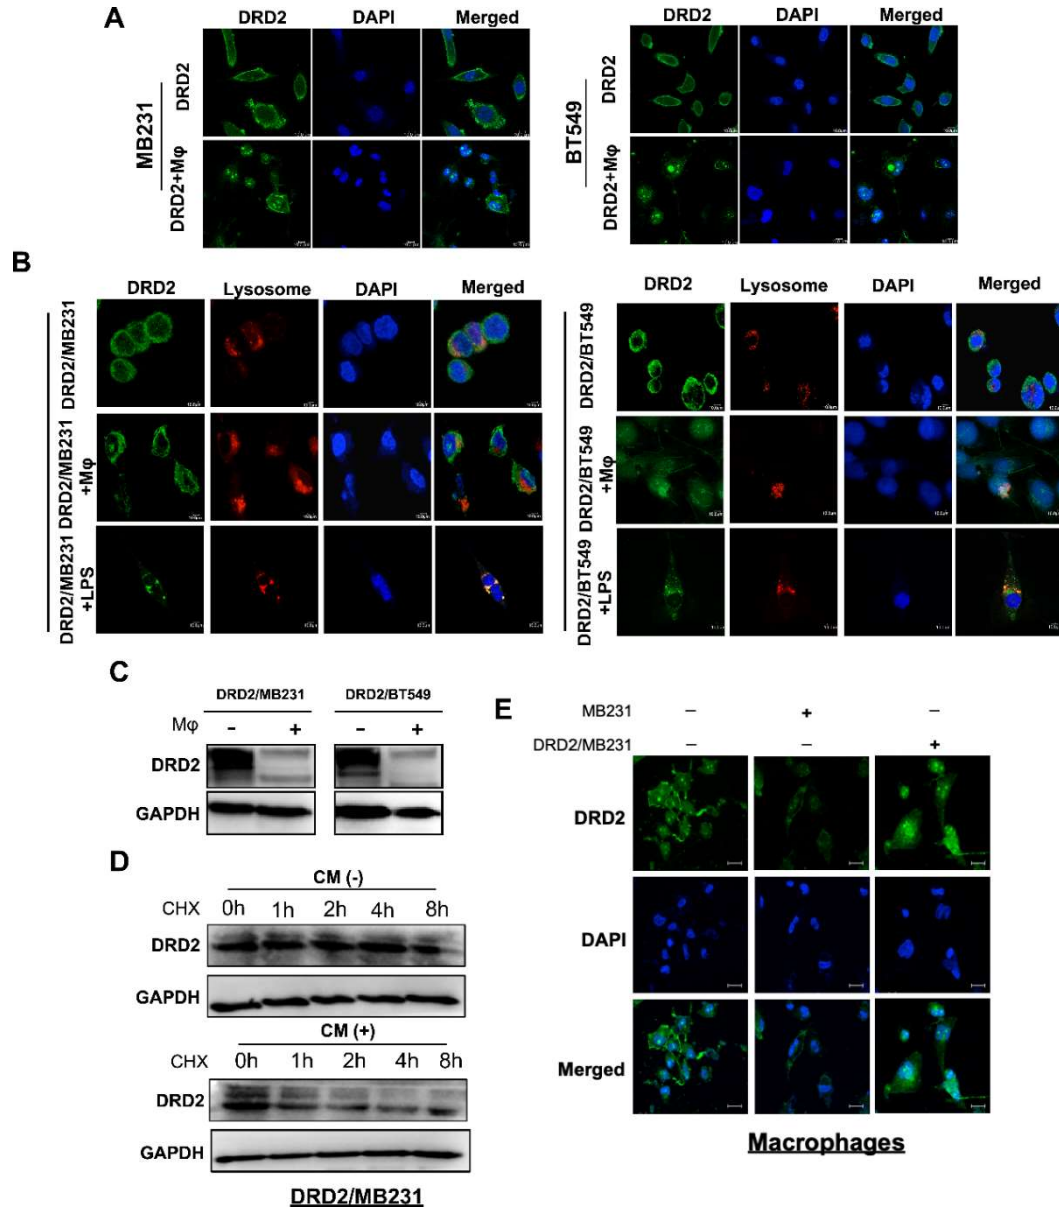 A
DRD2 DAPI Merged
MB231
DRD2
DRD2+Mφ
DRD2 DAPI Merged
BT549
DRD2
DRD2+Mφ
B
DRD2 Lysosome DAPI Merged
DRD2/MB231
DRD2/MB231
+Mφ
DRD2/MB231
+LPS
DRD2 Lysosome DAPI Merged
DRD2/BT549
DRD2/BT549
+Mφ
DRD2/BT549
+LPS
C
DRD2/MB231 DRD2/BT549
Mφ - + - +
DRD2
GAPDH
D
CM (-)
CHX 0h 1h 2h 4h 8h
DRD2
GAPDH
CM (+)
CHX 0h 1h 2h 4h 8h
DRD2
GAPDH
DRD2/MB231
E
MB231 − + −
DRD2/MB231 − − +
DRD2
DAPI
Merged
Macrophages